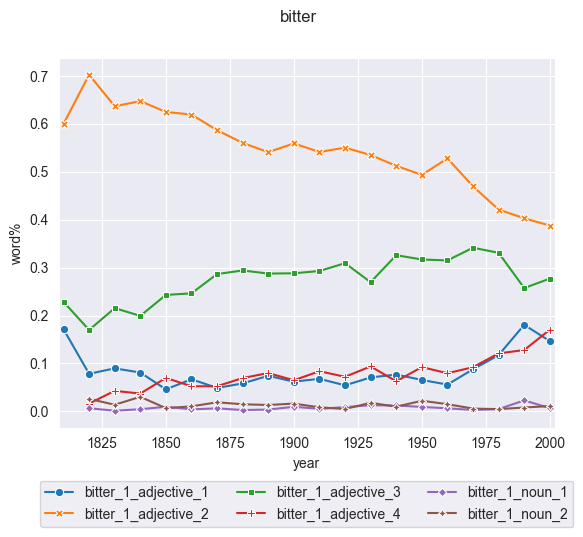 bitter
0.7
0.6
0.5
0.4
0.3
0.2
0.1
0.0
word%
1825 1850 1875 1900 1925 1950 1975 2000
year
bitter_1_adjective_1 bitter_1_adjective_3 bitter_1_noun_1
bitter_1_adjective_2 bitter_1_adjective_4 bitter_1_noun_2